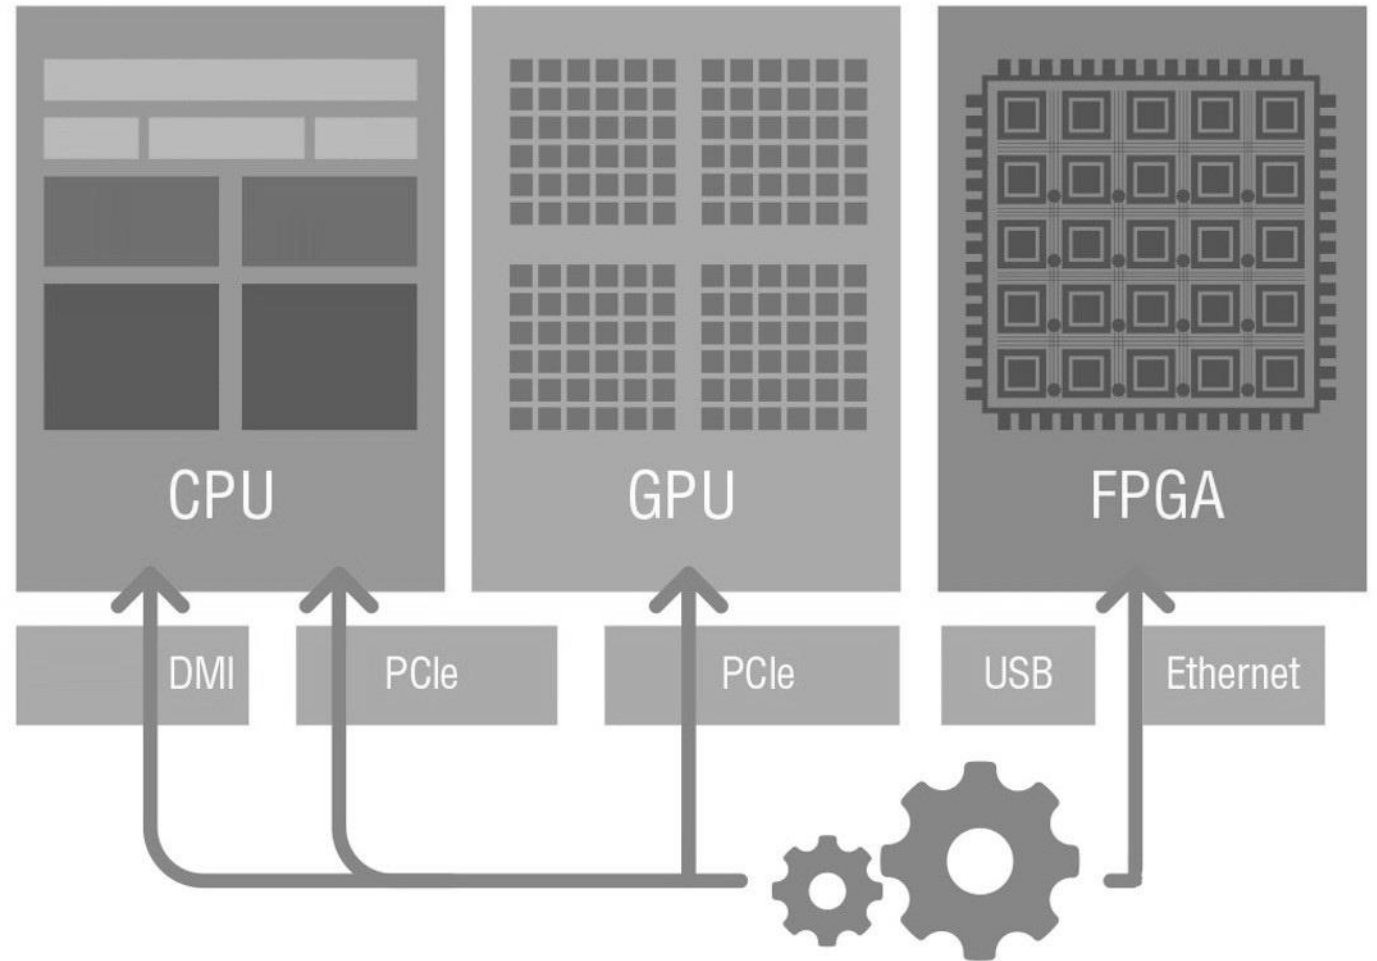 CPU
GPU
FPGA
DMI
PCIe
PCIe
USB
Ethernet